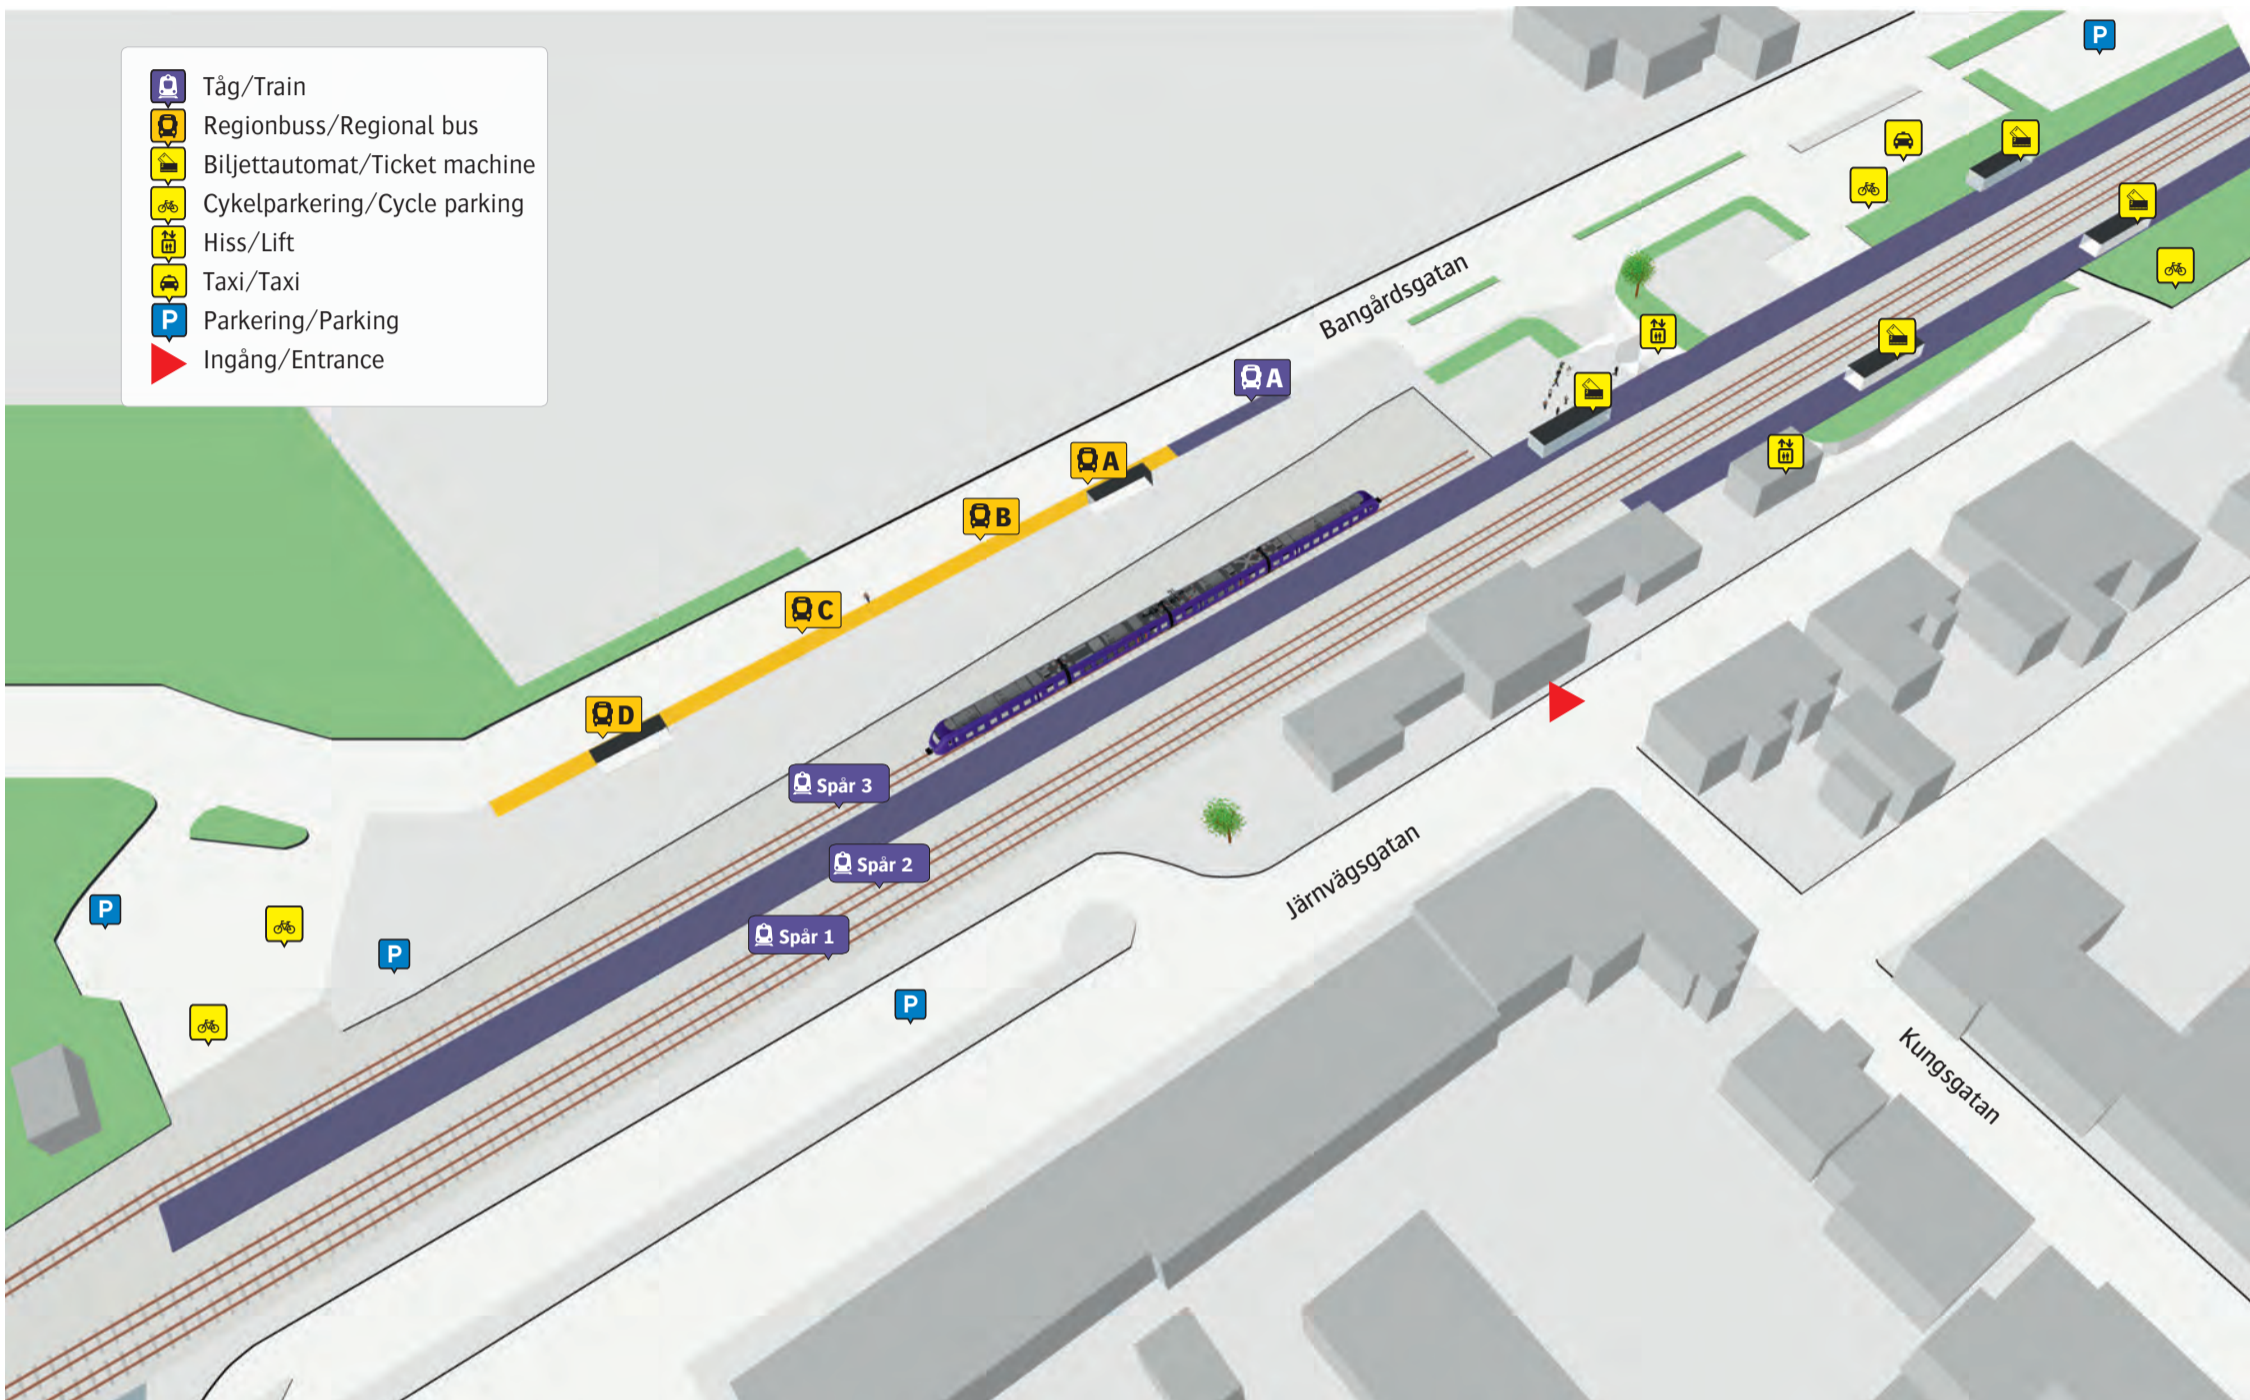 Tåg/Train
Regionbuss/Regional bus
Biljettautomat/Ticket machine
Cykelparkering/Cycle parking
Hiss/Lift
Taxi/Taxi
P Parkering/Parking
Ingång/Entrance
P
Bangårdsgatan
A
A
B
C
D
Spår 3
Spår 2
Spår 1
P
P
P
Järnvägsgatan
Kungsgatan